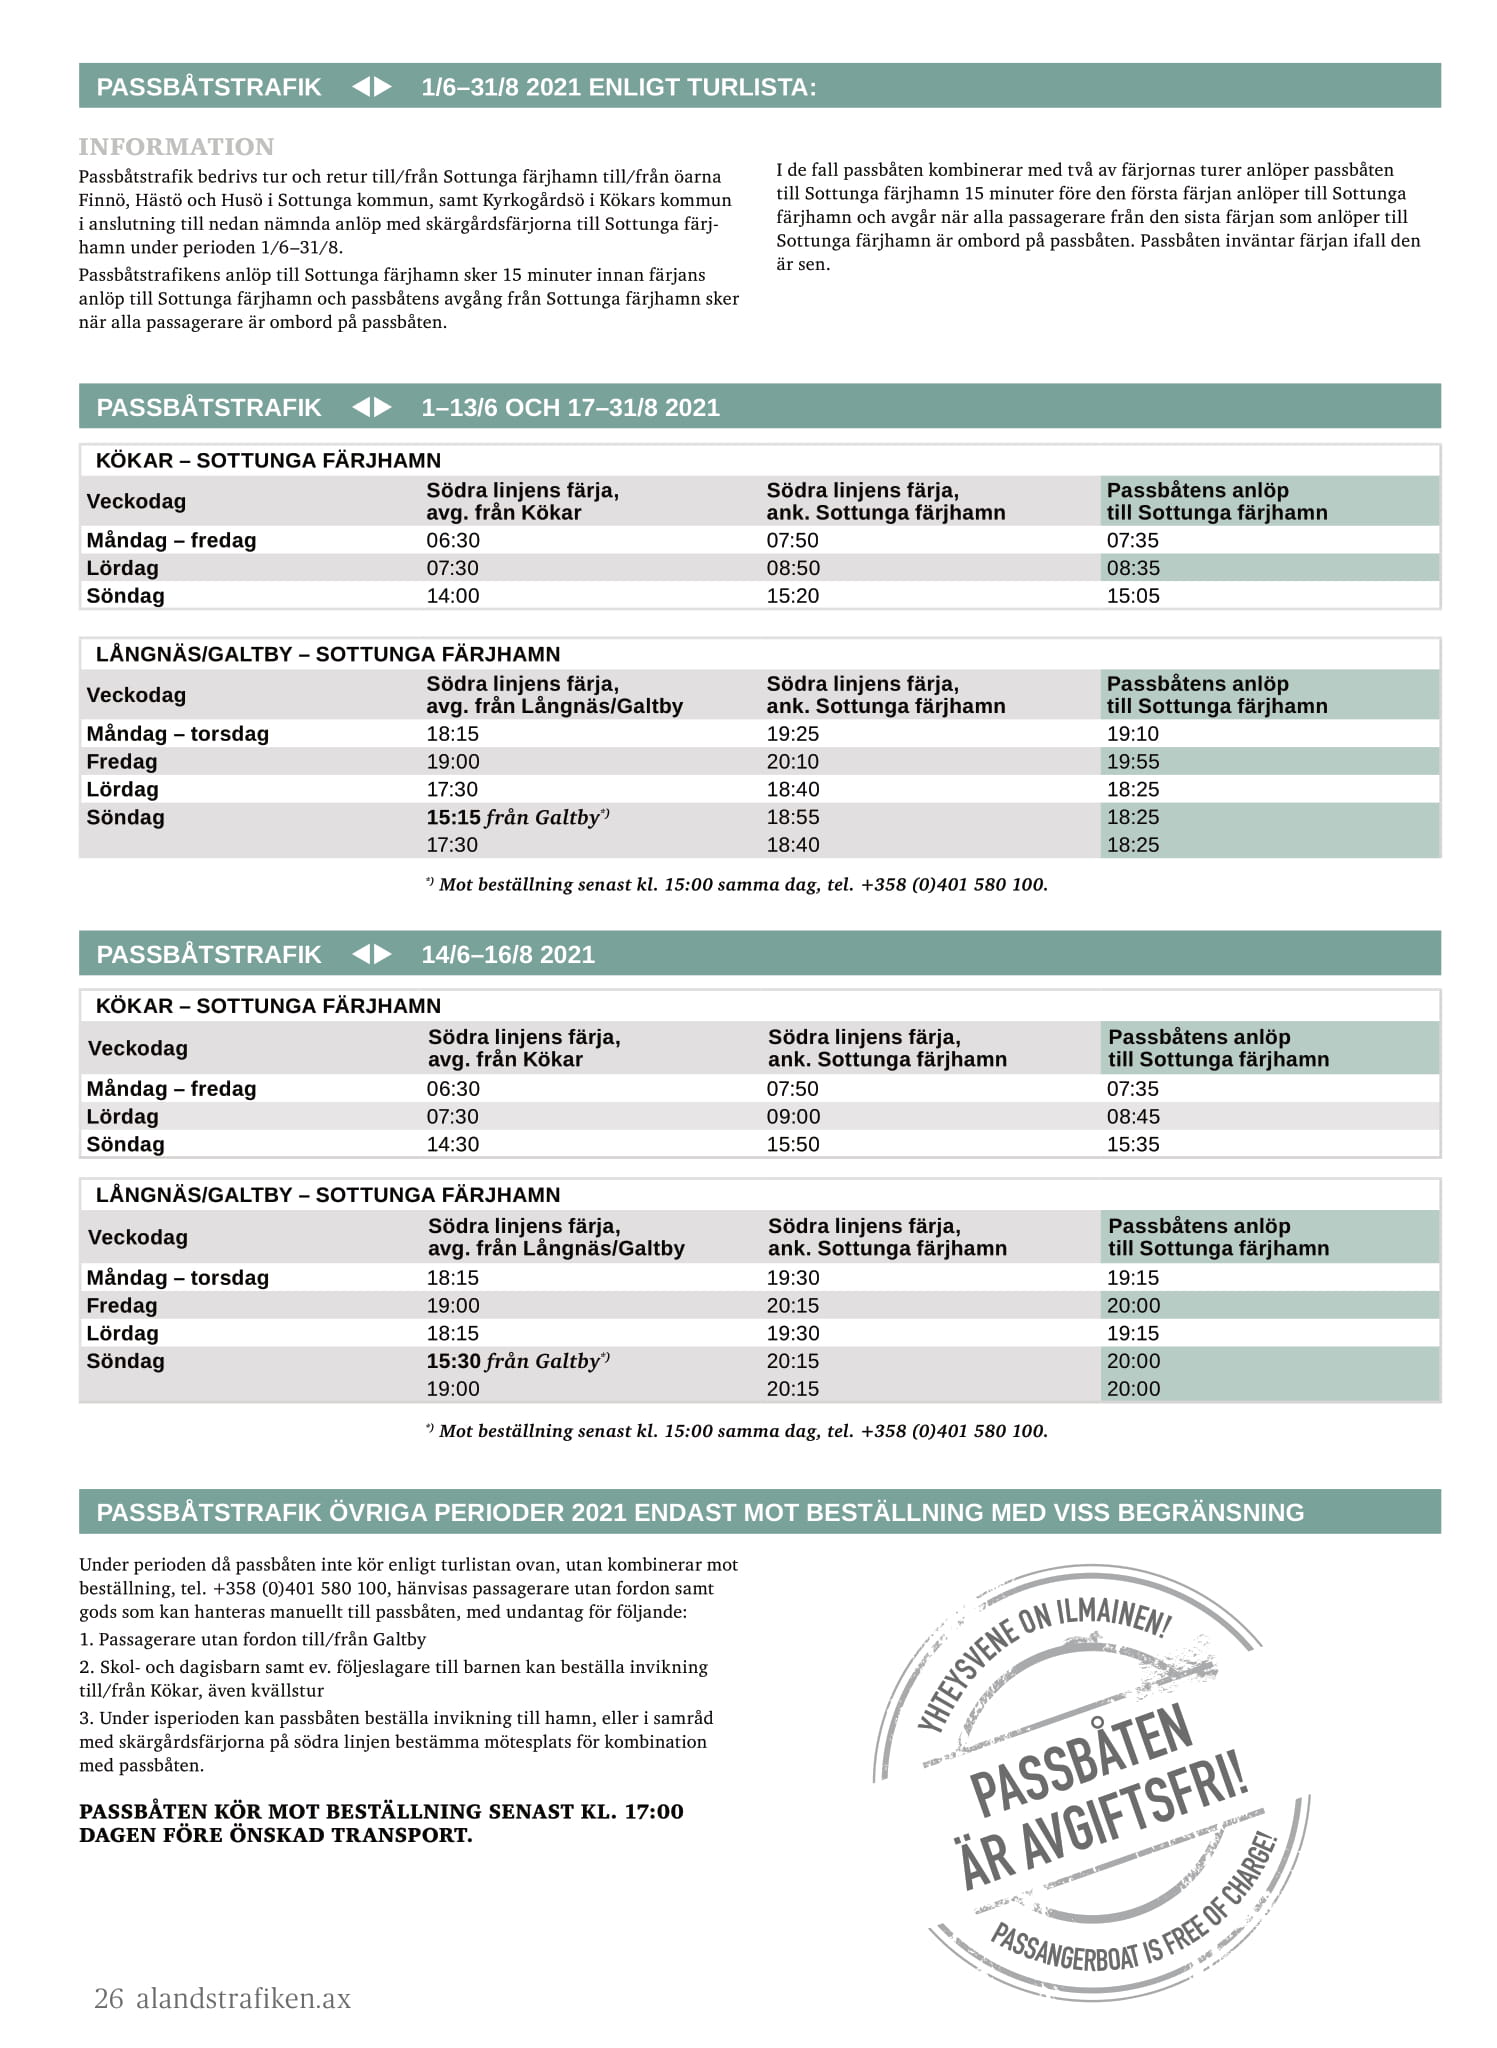 PASSBÅTSTRAFIK ◀▶ 1/6–31/8 2021 ENLIGT TURLISTA:
INFORMATION
Passbåtstrafik bedrivs tur och retur till/från Sottunga färjhamn till/från öarna
Finnö, Hästö och Husö i Sottunga kommun, samt Kyrkogårdsö i Kökars kommun
i anslutning till nedan nämnda anlöp med skärgårdsfärjorna till Sottunga färj-
hamn under perioden 1/6–31/8.
Passbåtstrafikens anlöp till Sottunga färjhamn sker 15 minuter innan färjans
anlöp till Sottunga färjhamn och passbåtens avgång från Sottunga färjhamn sker
när alla passagerare är ombord på passbåten.
I de fall passbåten kombinerar med två av färjornas turer anlöper passbåten
till Sottunga färjhamn 15 minuter före den första färjan anlöper till Sottunga
färjhamn och avgår när alla passagerare från den sista färjan som anlöper till
Sottunga färjhamn är ombord på passbåten. Passbåten inväntar färjan ifall den
är sen.
PASSBÅTSTRAFIK ◀▶ 1–13/6 OCH 17–31/8 2021
KÖKAR – SOTTUNGA FÄRJHAMN
Veckodag Södra linjens färja, avg. från Kökar Södra linjens färja, ank. Sottunga färjhamn Passbåtens anlöp till Sottunga färjhamn
Måndag – fredag 06:30 07:50 07:35
Lördag 07:30 08:50 08:35
Söndag 14:00 15:20 15:05
LÅNGNÄS/GALTBY – SOTTUNGA FÄRJHAMN
Veckodag Södra linjens färja, avg. från Långnäs/Galtby Södra linjens färja, ank. Sottunga färjhamn Passbåtens anlöp till Sottunga färjhamn
Måndag – torsdag 18:15 19:25 19:10
Fredag 19:00 20:10 19:55
Lördag 17:30 18:40 18:25
Söndag 15:15 från Galtby*) 18:55 18:25
17:30 18:40 18:25
*) Mot beställning senast kl. 15:00 samma dag, tel. +358 (0)401 580 100.
PASSBÅTSTRAFIK ◀▶ 14/6–16/8 2021
KÖKAR – SOTTUNGA FÄRJHAMN
Veckodag Södra linjens färja, avg. från Kökar Södra linjens färja, ank. Sottunga färjhamn Passbåtens anlöp till Sottunga färjhamn
Måndag – fredag 06:30 07:50 07:35
Lördag 07:30 09:00 08:45
Söndag 14:30 15:50 15:35
LÅNGNÄS/GALTBY – SOTTUNGA FÄRJHAMN
Veckodag Södra linjens färja, avg. från Långnäs/Galtby Södra linjens färja, ank. Sottunga färjhamn Passbåtens anlöp till Sottunga färjhamn
Måndag – torsdag 18:15 19:30 19:15
Fredag 19:00 20:15 20:00
Lördag 18:15 19:30 19:15
Söndag 15:30 från Galtby*) 20:15 20:00
19:00 20:15 20:00
*) Mot beställning senast kl. 15:00 samma dag, tel. +358 (0)401 580 100.
PASSBÅTSTRAFIK ÖVRIGA PERIODER 2021 ENDAST MOT BESTÄLLNING MED VISS BEGRÄNSNING
Under perioden då passbåten inte kör enligt turlistan ovan, utan kombinerar mot
beställning, tel. +358 (0)401 580 100, hänvisas passagerare utan fordon samt
gods som kan hanteras manuellt till passbåten, med undantag för följande:
1. Passagerare utan fordon till/från Galtby
2. Skol- och dagisbarn samt ev. följeslagare till barnen kan beställa invikning
till/från Kökar, även kvällstur
3. Under isperioden kan passbåten beställa invikning till hamn, eller i samråd
med skärgårdsfärjorna på södra linjen bestämma mötesplats för kombination
med passbåten.
PASSBÅTEN KÖR MOT BESTÄLLNING SENAST KL. 17:00
DAGEN FÖRE ÖNSKAD TRANSPORT.
YHTEYSVENE ON ILMAINEN!
PASSBÅTEN
ÄR AVGIFTSFRI!
PASSANGERBOAT IS FREE OF CHARGE!
26 alandstrafiken.ax